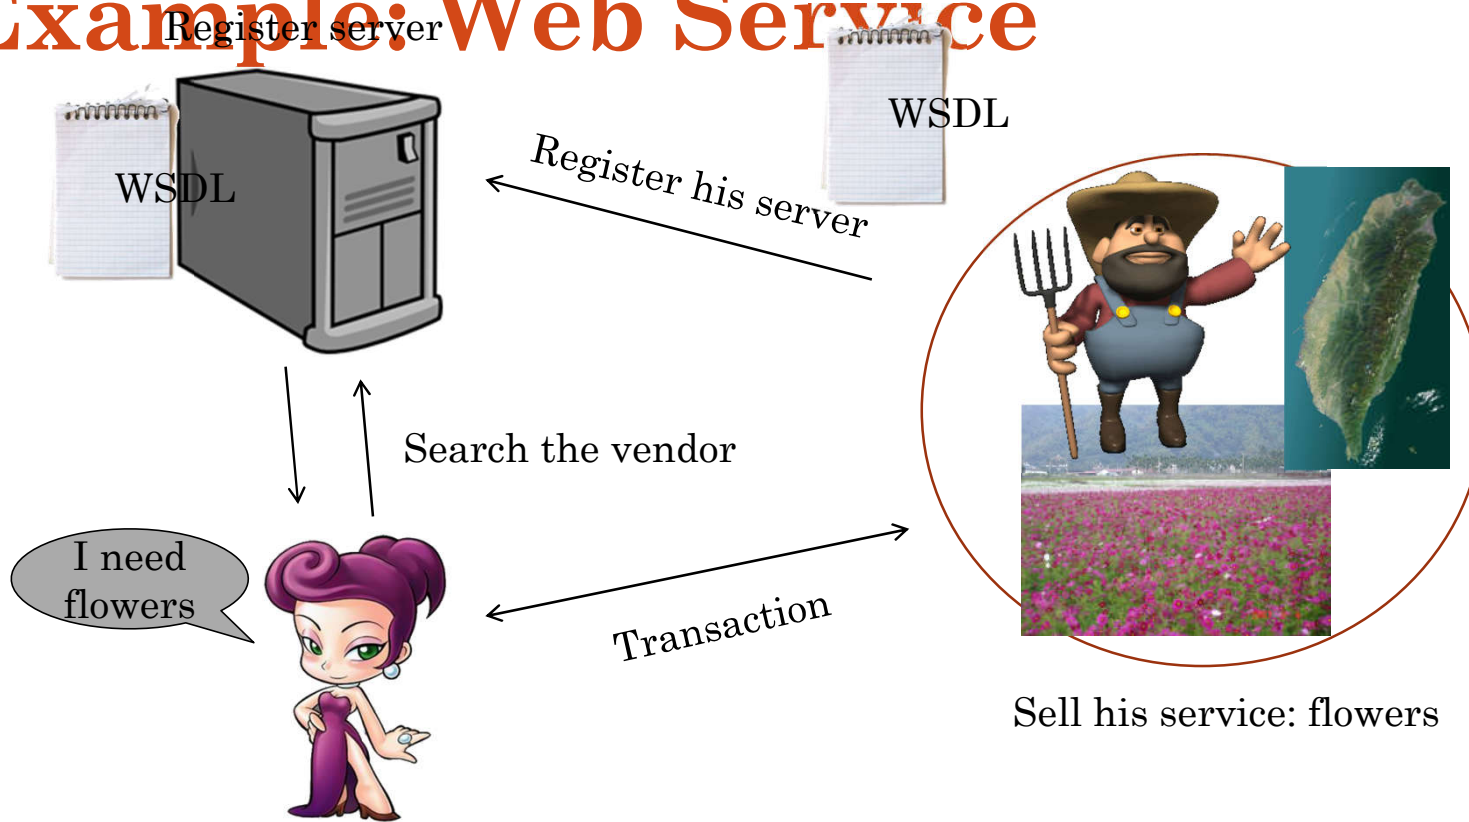 Example: Web Service
Register server
WSDL
WSDL
Register his server
Search the vendor
I need
flowers
Transaction
Sell his service: flowers